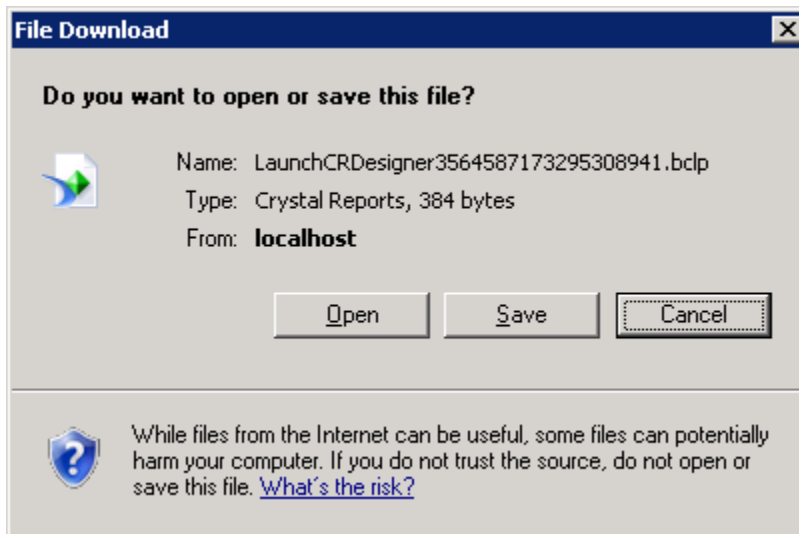 File Download
Do you want to open or save this file?
Name: LaunchCRDesigner3564587173295308941.bclp
Type: Crystal Reports, 384 bytes
From: localhost
Open Save Cancel
While files from the Internet can be useful, some files can potentially
harm your computer. If you do not trust the source, do not open or
save this file. What's the risk?